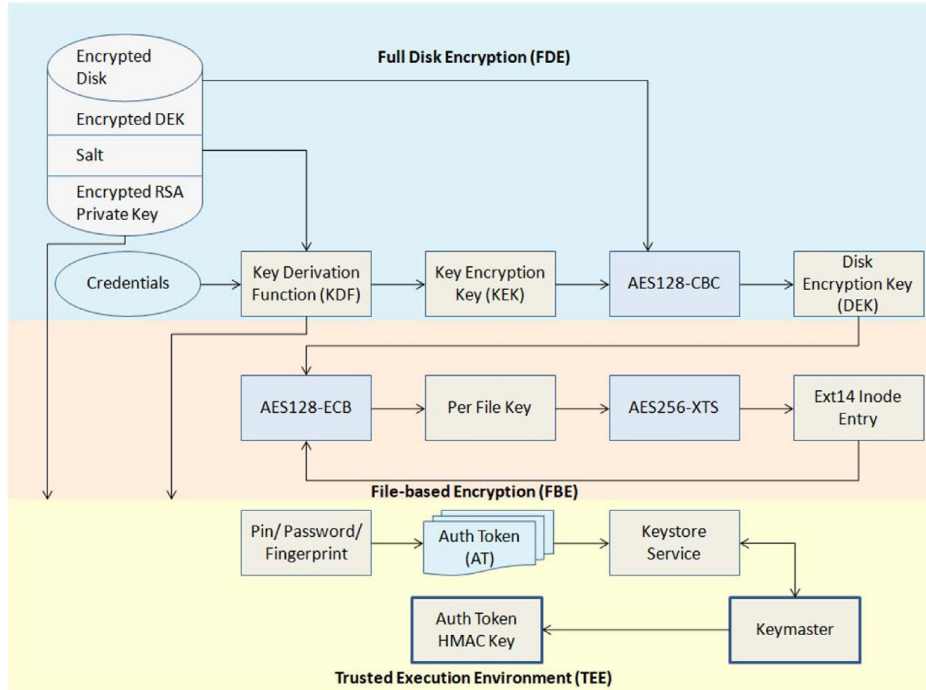 Full Disk Encryption (FDE)
Encrypted
Disk
Encrypted DEK
Salt
Encrypted RSA
Private Key
Credentials
Key Derivation
Function (KDF)
Key Encryption
Key (KEK)
AES128-CBC
Disk
Encryption Key
(DEK)
AES128-ECB
Per File Key
AES256-XTS
Ext14 Inode
Entry
File-based Encryption (FBE)
Pin/ Password/
Fingerprint
Auth Token
(AT)
Keystore
Service
Auth Token
HMAC Key
Keymaster
Trusted Execution Environment (TEE)